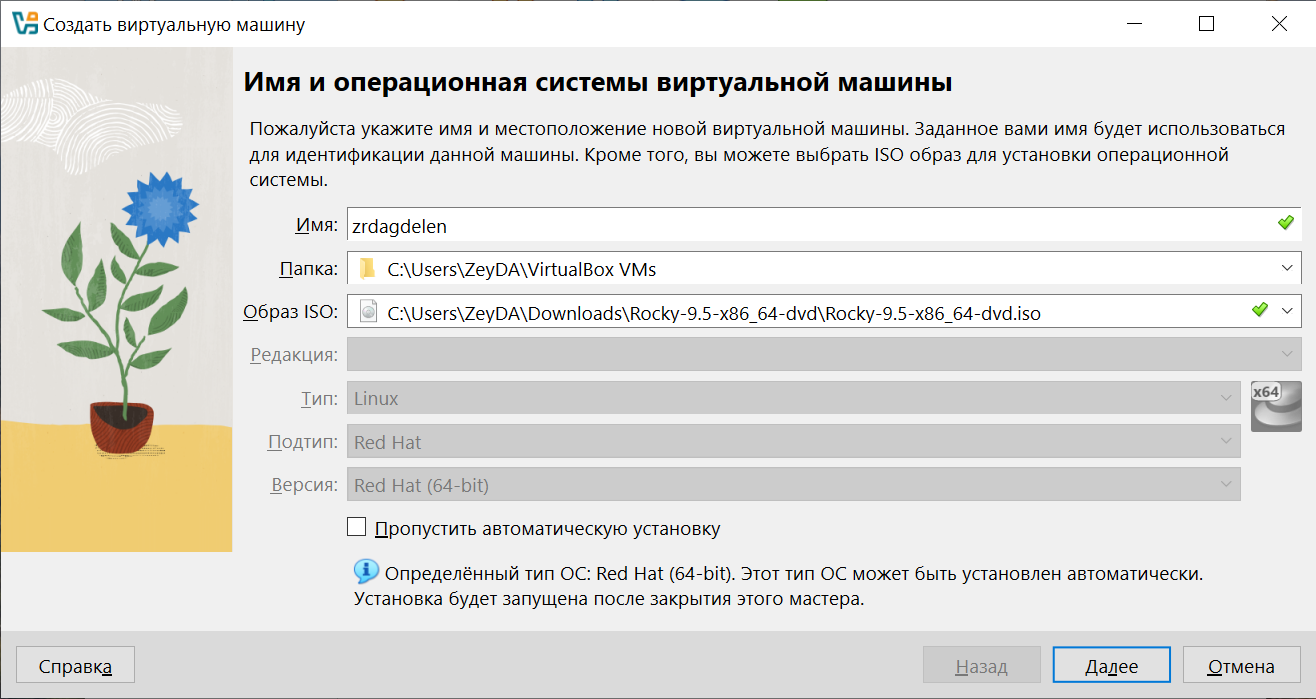 Создать виртуальную машину
Имя и операционная системы виртуальной машины
Пожалуйста укажите имя и местоположение новой виртуальной машины. Заданное вами имя будет использоваться
для идентификации данной машины. Кроме того, вы можете выбрать ISO образ для установки операционной
системы.
Имя: zrdagdelen
Папка: C:\Users\ZeyDA\VirtualBox VMs
Образ ISO: C:\Users\ZeyDA\Downloads\Rocky-9.5-x86_64-dvd\Rocky-9.5-x86_64-dvd.iso
Редакция:
Тип: Linux x64
Подтип: Red Hat
Версия: Red Hat (64-bit)
Пропустить автоматическую установку
Определённый тип ОС: Red Hat (64-bit). Этот тип ОС может быть установлен автоматически.
Установка будет запущена после закрытия этого мастера.
Справка Назад Далее Отмена